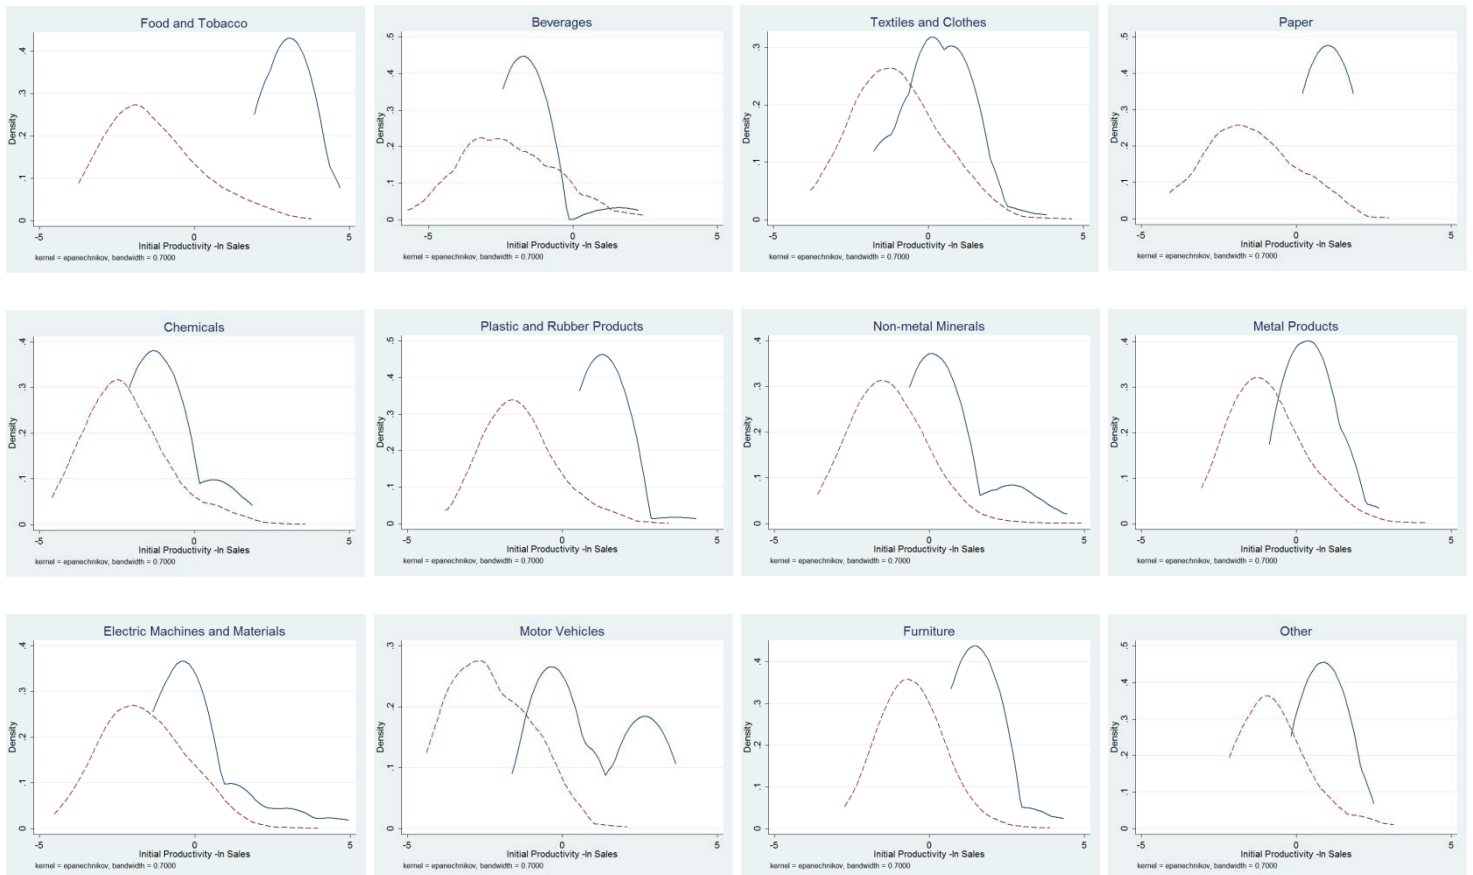 Food and Tobacco
Density
0 .1 .2 .3 .4
-5 0 5
Initial Productivity -ln Sales
kernel = epanechnikov, bandwidth = 0.7000
Beverages
Density
0 .1 .2 .3 .4 .5
-5 0 5
Initial Productivity -ln Sales
kernel = epanechnikov, bandwidth = 0.7000
Textiles and Clothes
Density
0 .1 .2 .3
-5 0 5
Initial Productivity -ln Sales
kernel = epanechnikov, bandwidth = 0.7000
Paper
Density
0 .1 .2 .3 .4 .5
-5 0 5
Initial Productivity -ln Sales
kernel = epanechnikov, bandwidth = 0.7000
Chemicals
Density
0 .1 .2 .3 .4
-5 0 5
Initial Productivity -ln Sales
kernel = epanechnikov, bandwidth = 0.7000
Plastic and Rubber Products
Density
0 .1 .2 .3 .4 .5
-5 0 5
Initial Productivity -ln Sales
kernel = epanechnikov, bandwidth = 0.7000
Non-metal Minerals
Density
0 .1 .2 .3 .4
-5 0 5
Initial Productivity -ln Sales
kernel = epanechnikov, bandwidth = 0.7000
Metal Products
Density
0 .1 .2 .3 .4
-5 0 5
Initial Productivity -ln Sales
kernel = epanechnikov, bandwidth = 0.7000
Electric Machines and Materials
Density
0 .1 .2 .3 .4
-5 0 5
Initial Productivity -ln Sales
kernel = epanechnikov, bandwidth = 0.7000
Motor Vehicles
Density
0 .1 .2 .3
-5 0 5
Initial Productivity -ln Sales
kernel = epanechnikov, bandwidth = 0.7000
Furniture
Density
0 .1 .2 .3 .4
-5 0 5
Initial Productivity -ln Sales
kernel = epanechnikov, bandwidth = 0.7000
Other
Density
0 .1 .2 .3 .4 .5
-5 0 5
Initial Productivity -ln Sales
kernel = epanechnikov, bandwidth = 0.7000